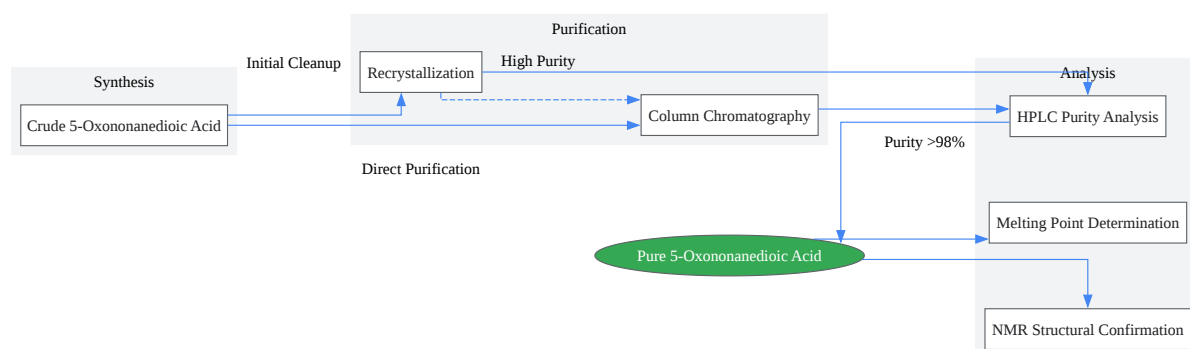 Synthesis
Crude 5-Oxononanedioic Acid
Initial Cleanup
Purification
Recrystallization
High Purity
Column Chromatography
Direct Purification
Analysis
HPLC Purity Analysis
Purity >98%
Pure 5-Oxononanedioic Acid
Melting Point Determination
NMR Structural Confirmation